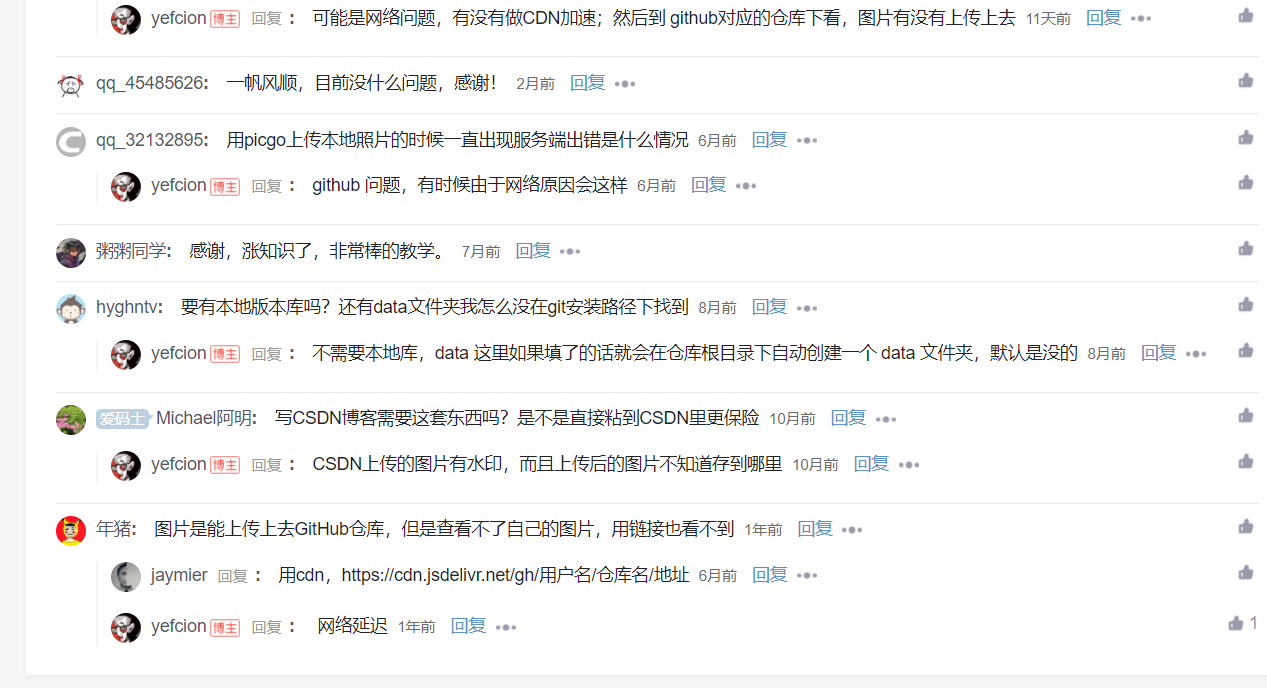 yefcion 博主 回复： 可能是网络问题，有没有做CDN加速；然后到 github对应的仓库下看，图片有没有上传上去 11天前 回复
qq_45485626: 一帆风顺，目前没什么问题，感谢！ 2月前 回复
qq_32132895: 用picgo上传本地照片的时候一直出现服务端出错是什么情况 6月前 回复
yefcion 博主 回复： github 问题，有时候由于网络原因会这样 6月前 回复
粥粥同学: 感谢，涨知识了，非常棒的教学。 7月前 回复
hyghntv: 要有本地版本库吗？还有data文件夹我怎么没在git安装路径下找到 8月前 回复
yefcion 博主 回复： 不需要本地库，data 这里如果填了的话就会在仓库根目录下自动创建一个 data 文件夹，默认是没的 8月前 回复
爱码士 Michael阿明: 写CSDN博客需要这套东西吗？是不是直接粘到CSDN里更保险 10月前 回复
yefcion 博主 回复： CSDN上传的图片有水印，而且上传后的图片不知道存到哪里 10月前 回复
年猪: 图片是能上传上去GitHub仓库，但是查看不了自己的图片，用链接也看不到 1年前 回复
jaymier 回复： 用cdn，https://cdn.jsdelivr.net/gh/用户名/仓库名/地址 6月前 回复
yefcion 博主 回复： 网络延迟 1年前 回复 1